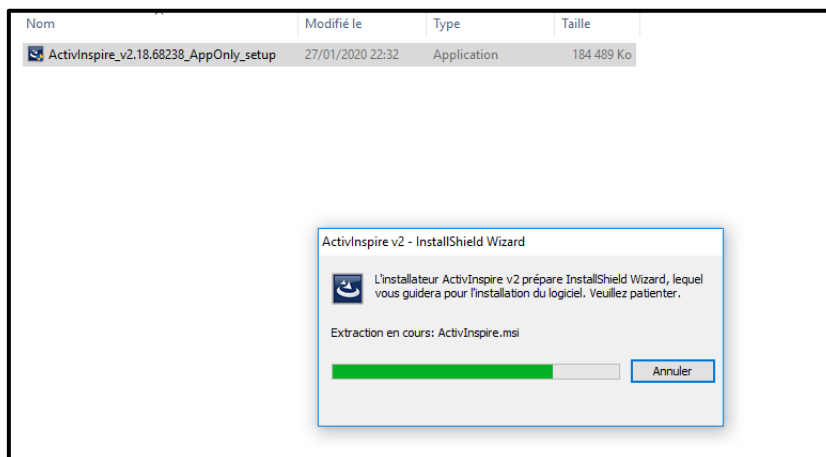 Nom Modifié le Type Taille
ActivInspire_v2.18.68238_AppOnly_setup 27/01/2020 22:32 Application 184 489 Ko
ActivInspire v2 - InstallShield Wizard
L'installateur ActivInspire v2 prépare InstallShield Wizard, lequel
vous guidera pour l'installation du logiciel. Veuillez patienter.
Extraction en cours: ActivInspire.msi
Annuler